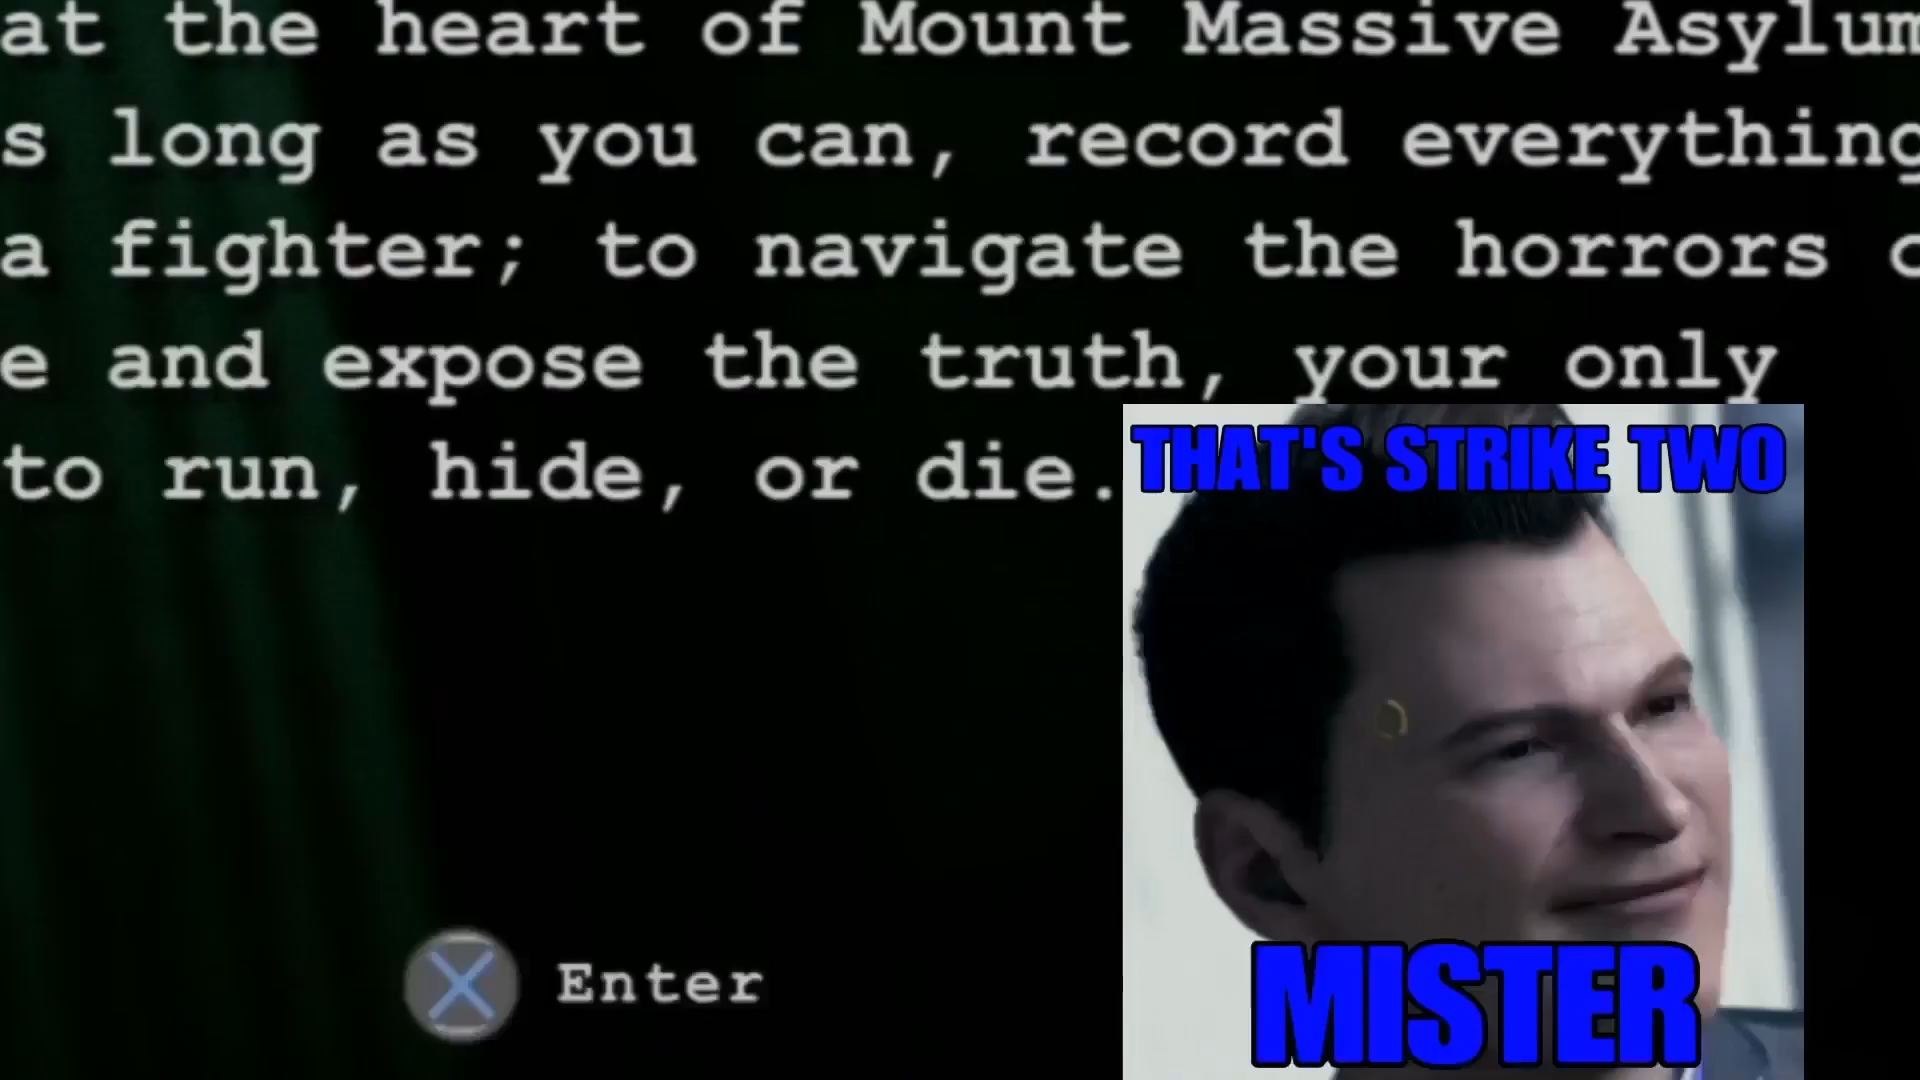 at the heart of Mount Massive Asylum
s long as you can, record everything
a fighter; to navigate the horrors o
e and expose the truth, your only
to run, hide, or die.
THAT'S STRIKE TWO
MISTER
Enter